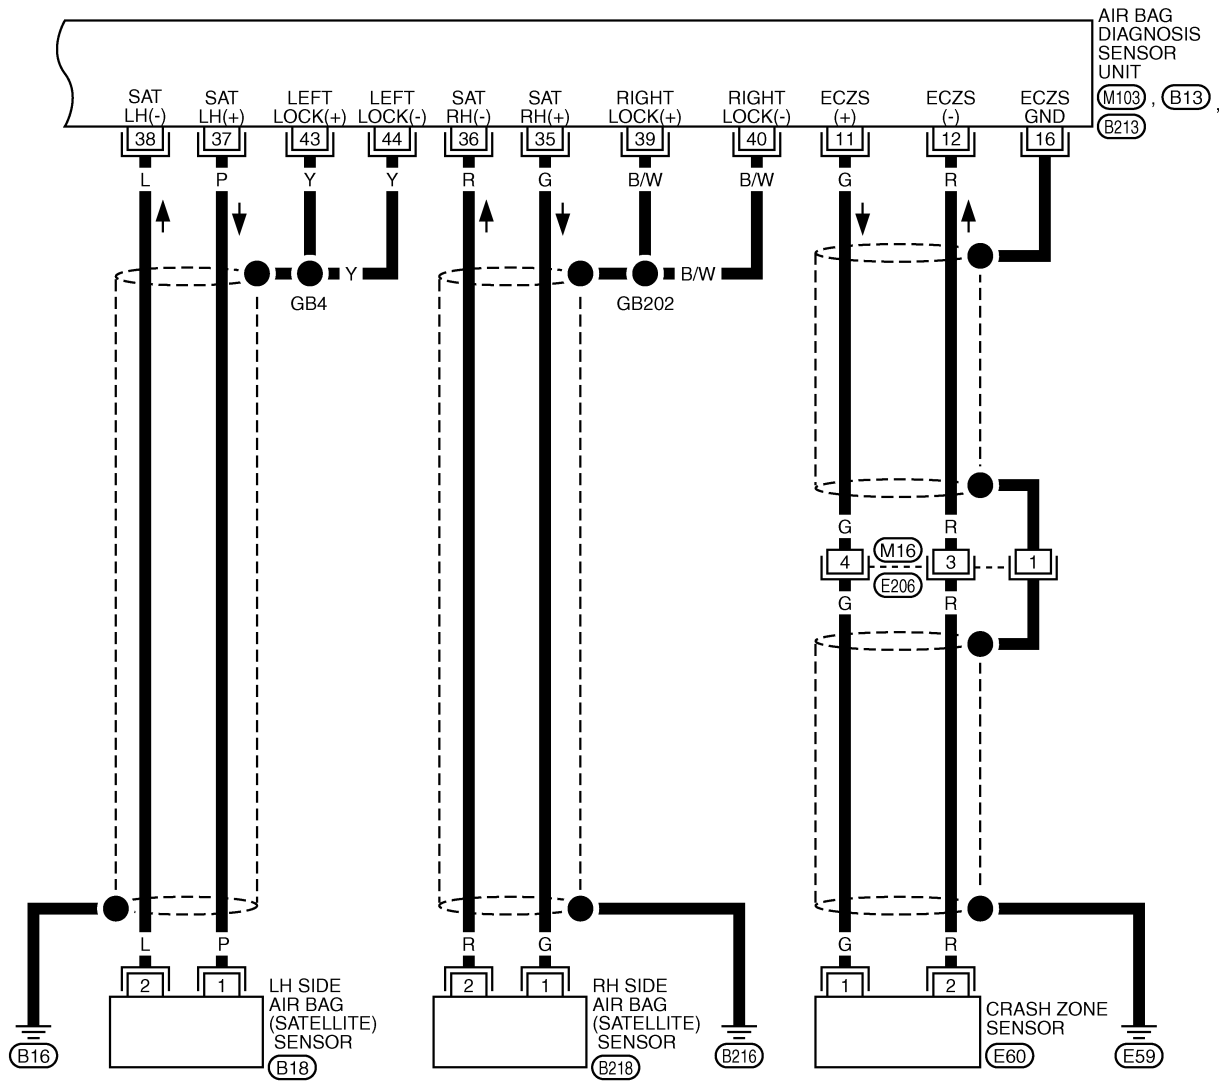 AIR BAG
DIAGNOSIS
SENSOR
UNIT
M103 , B13 ,
B213
SAT LH(-)
SAT LH(+)
LEFT LOCK(+)
LEFT LOCK(-)
SAT RH(-)
SAT RH(+)
RIGHT LOCK(+)
RIGHT LOCK(-)
ECZS (+)
ECZS (-)
ECZS GND
38 37 43 44 36 35 39 40 11 12 16
L P Y Y R G B/W B/W G R
Y B/W
GB4 GB202
G R
4 M16 3 1
E206
G R
L P R G G R
2 1 2 1 1 2
LH SIDE
AIR BAG
(SATELLITE)
SENSOR
B18
RH SIDE
AIR BAG
(SATELLITE)
SENSOR
B218
CRASH ZONE
SENSOR
E60
B16 B216 E59